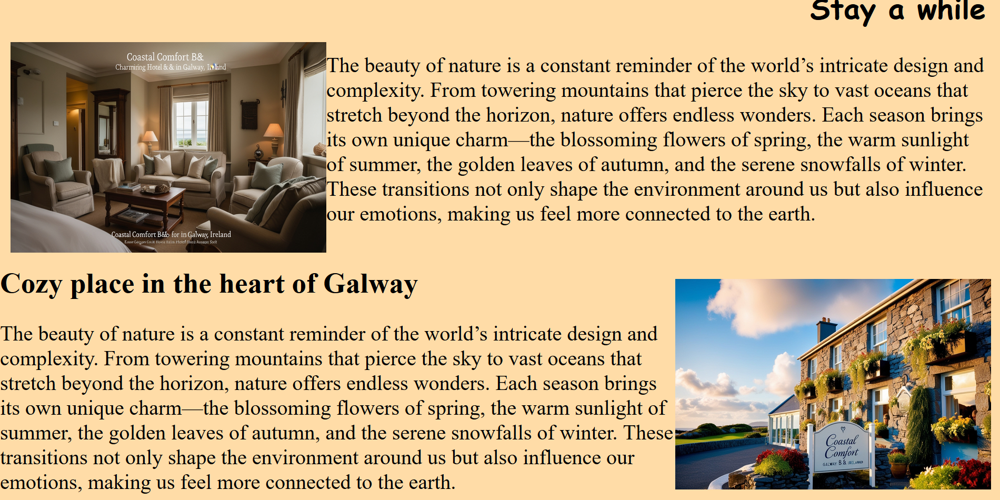 Stay a while
Coastal Comfort B&
Charmiring Hotel & & in Galway,
The beauty of nature is a constant reminder of the world’s intricate design and
complexity. From towering mountains that pierce the sky to vast oceans that
stretch beyond the horizon, nature offers endless wonders. Each season brings
its own unique charm—the blossoming flowers of spring, the warm sunlight
of summer, the golden leaves of autumn, and the serene snowfalls of winter.
These transitions not only shape the environment around us but also influence
our emotions, making us feel more connected to the earth.
Coastal Comfort for in Galway, Ireland
Cozy place in the heart of Galway
The beauty of nature is a constant reminder of the world’s intricate design and
complexity. From towering mountains that pierce the sky to vast oceans that
stretch beyond the horizon, nature offers endless wonders. Each season brings
its own unique charm—the blossoming flowers of spring, the warm sunlight of
summer, the golden leaves of autumn, and the serene snowfalls of winter. These
transitions not only shape the environment around us but also influence our
emotions, making us feel more connected to the earth.
Coastal
Comfort
GALWAY B &